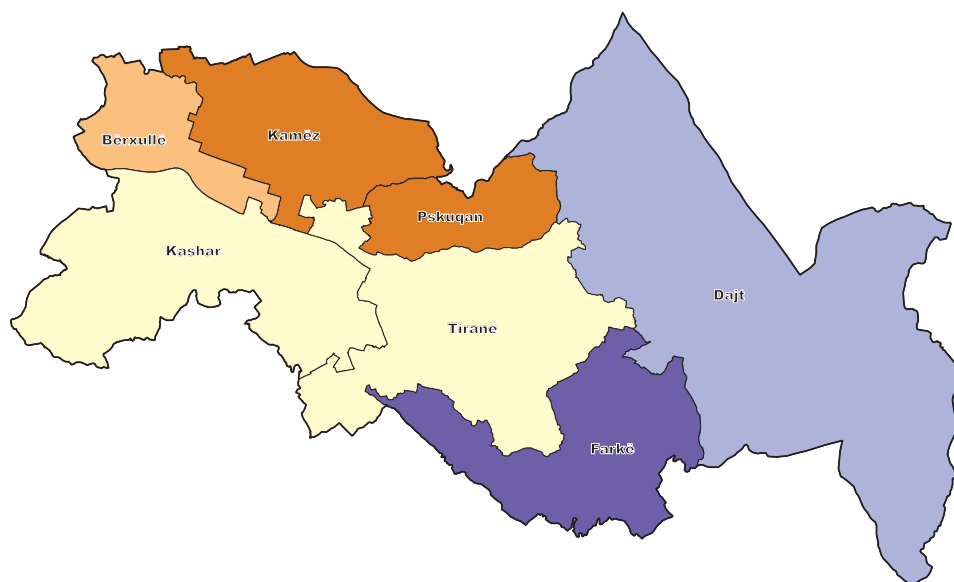 Kamëz
Bërxullë
Pskuqan
Kashar
Dajt
Tiranë
Farkë